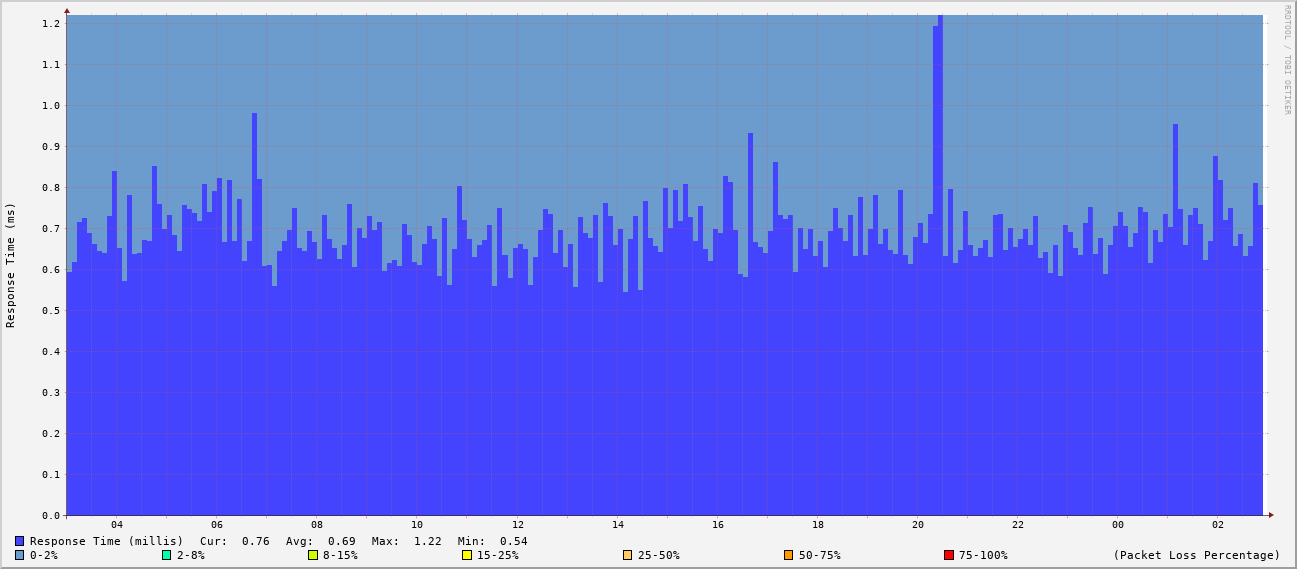 RRDTOOL / TOBI OETIKER
Response Time (ms)
1.2
1.1
1.0
0.9
0.8
0.7
0.6
0.5
0.4
0.3
0.2
0.1
0.0
04 06 08 10 12 14 16 18 20 22 00 02
Response Time (millis) Cur: 0.76 Avg: 0.69 Max: 1.22 Min: 0.54
0-2% 2-8% 8-15% 15-25% 25-50% 50-75% 75-100% (Packet Loss Percentage)